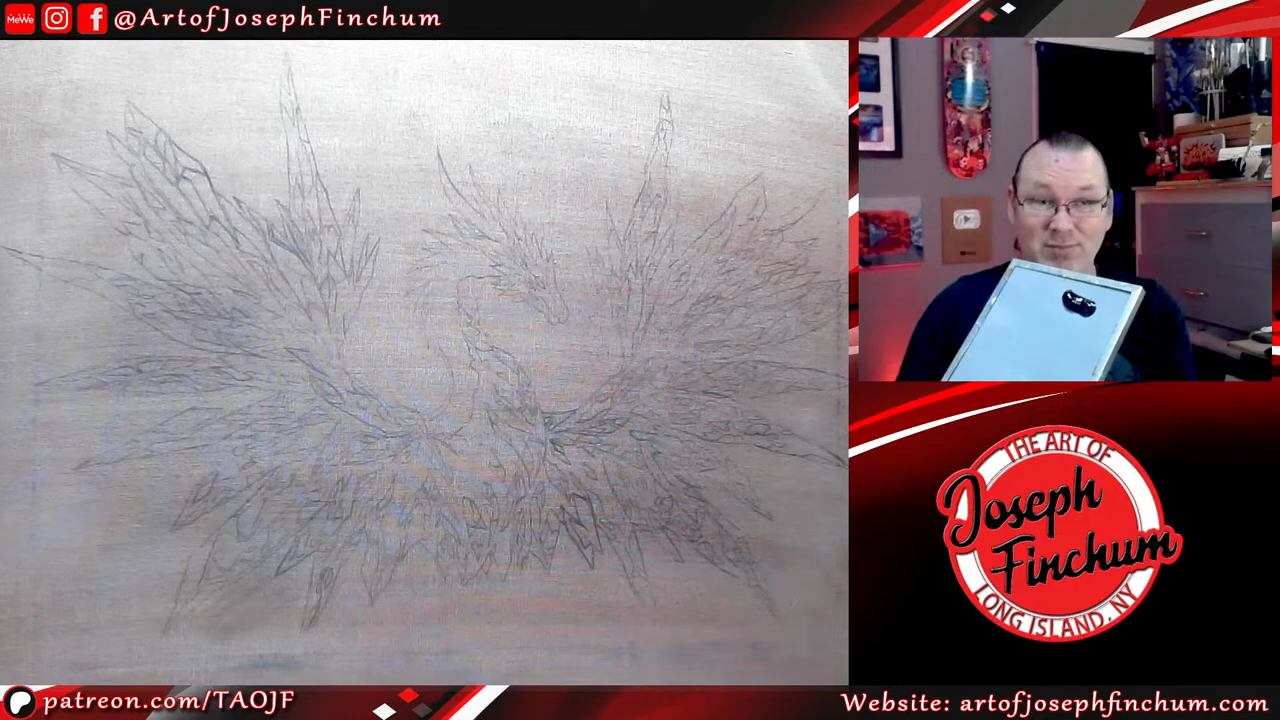 MeWe
@ArtofJosephFinchum
THE ART OF
Joseph
Finchum
LONG ISLAND, NY
patreon.com/TAOJF
Website: artofjosephfinchum.com